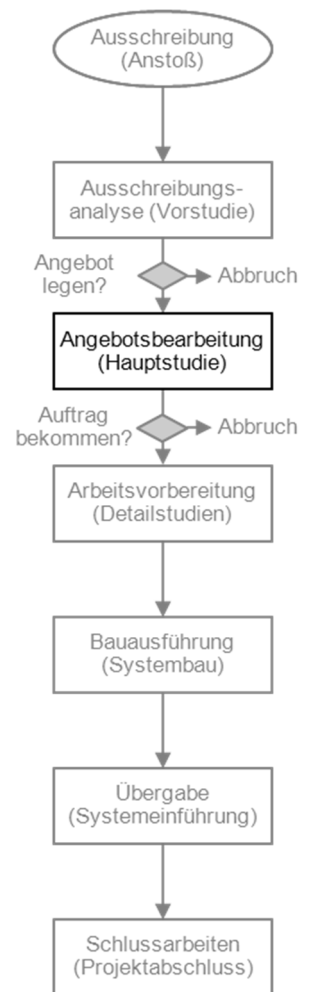 Ausschreibung
(Anstoß)
Ausschreibungs-
analyse (Vorstudie)
Angebot
legen?
Abbruch
Angebotsbearbeitung
(Hauptstudie)
Auftrag
bekommen?
Abbruch
Arbeitsvorbereitung
(Detailstudien)
Bauausführung
(Systembau)
Übergabe
(Systemeinführung)
Schlussarbeiten
(Projektabschluss)